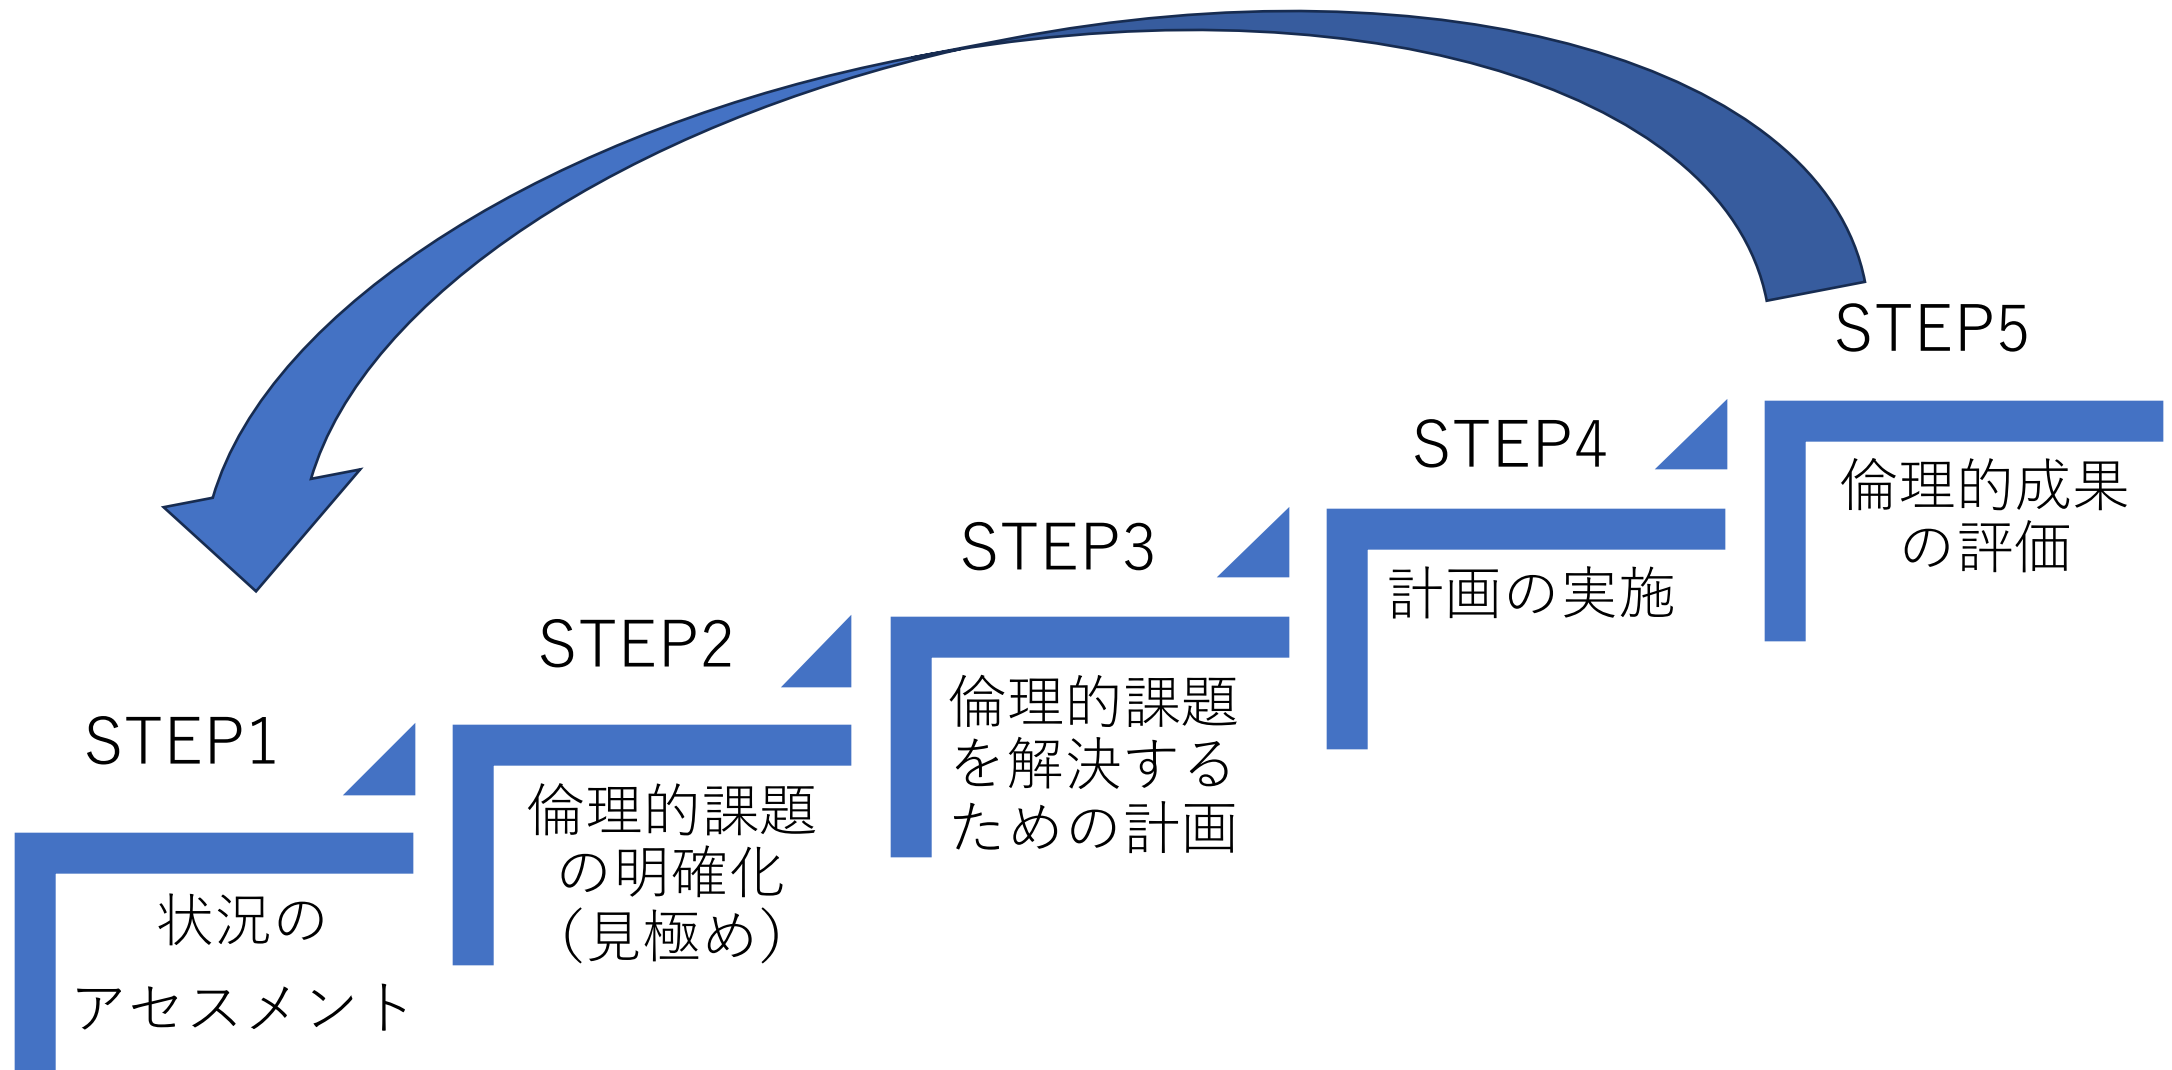 STEP1
状況の
アセスメント
STEP2
倫理的課題
の明確化
（見極め）
STEP3
倫理的課題
を解決する
ための計画
STEP4
計画の実施
STEP5
倫理的成果
の評価